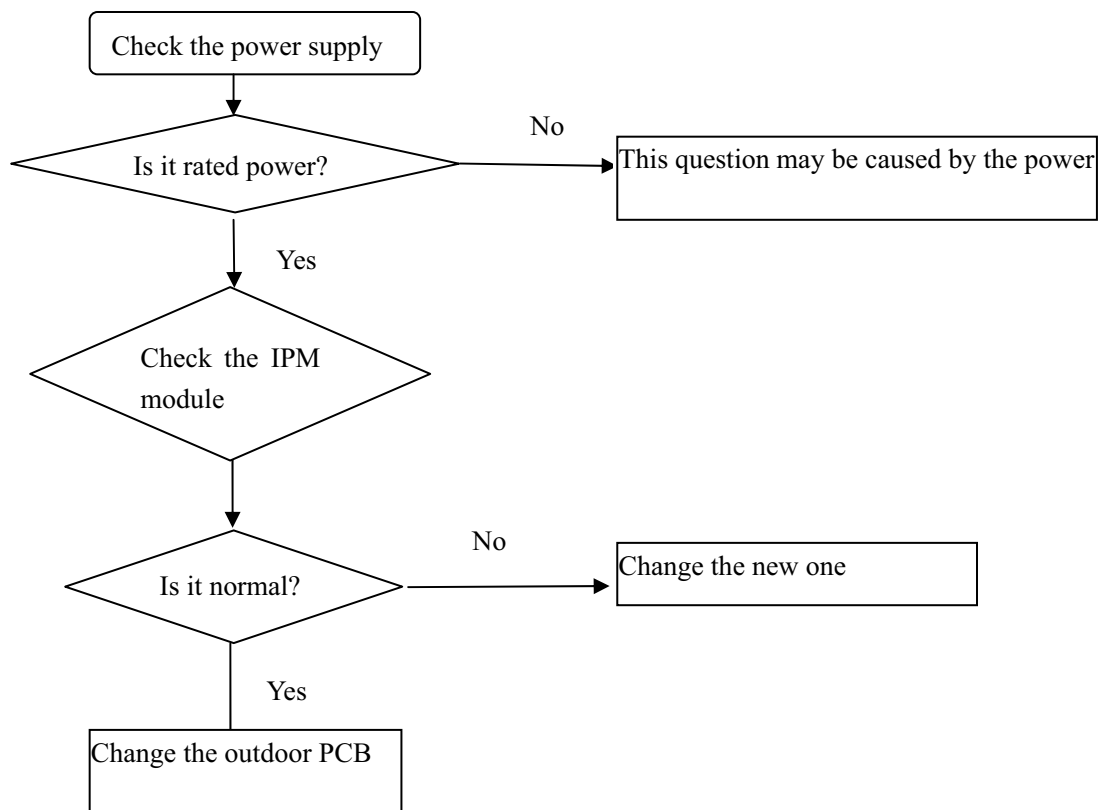 Check the power supply
No
Is it rated power?
This question may be caused by the power
Yes
Check the IPM
module
No
Is it normal?
Change the new one
Yes
Change the outdoor PCB